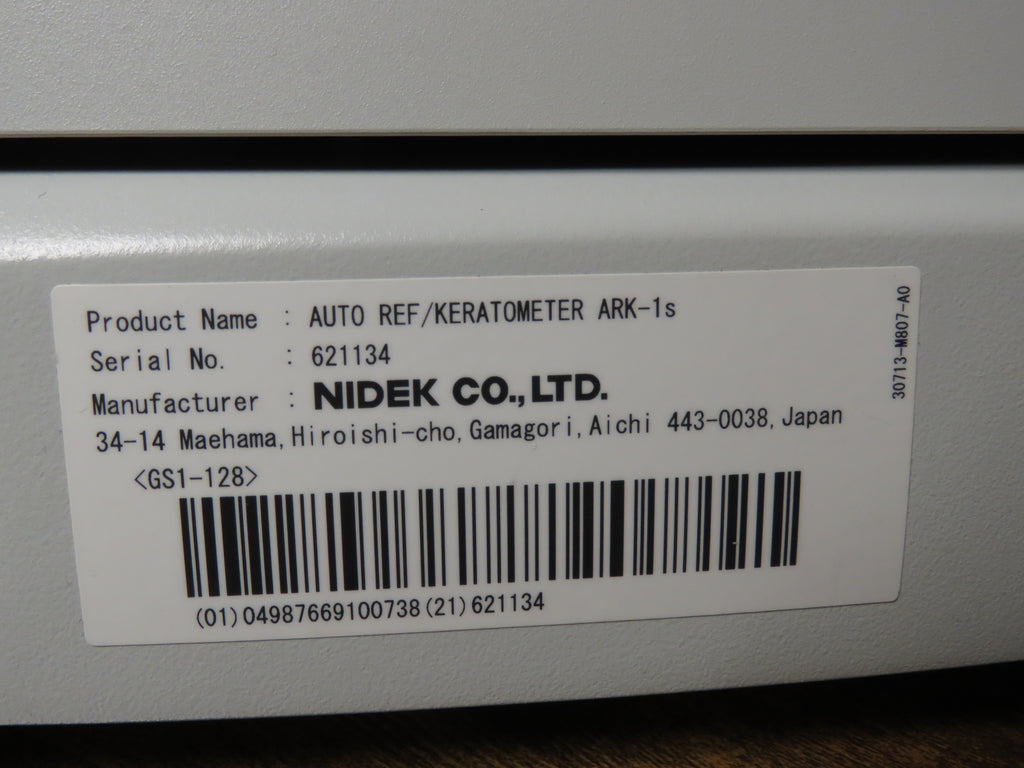 Product Name : AUTO REF/KERATOMETER ARK-1s
Serial No. : 621134
Manufacturer : NIDEK CO., LTD.
34-14 Maehama, Hiroishi-cho, Gamagori, Aichi 443-0038, Japan
<GS1-128>
(01)04987669100738(21)621134
30713-M807-A0